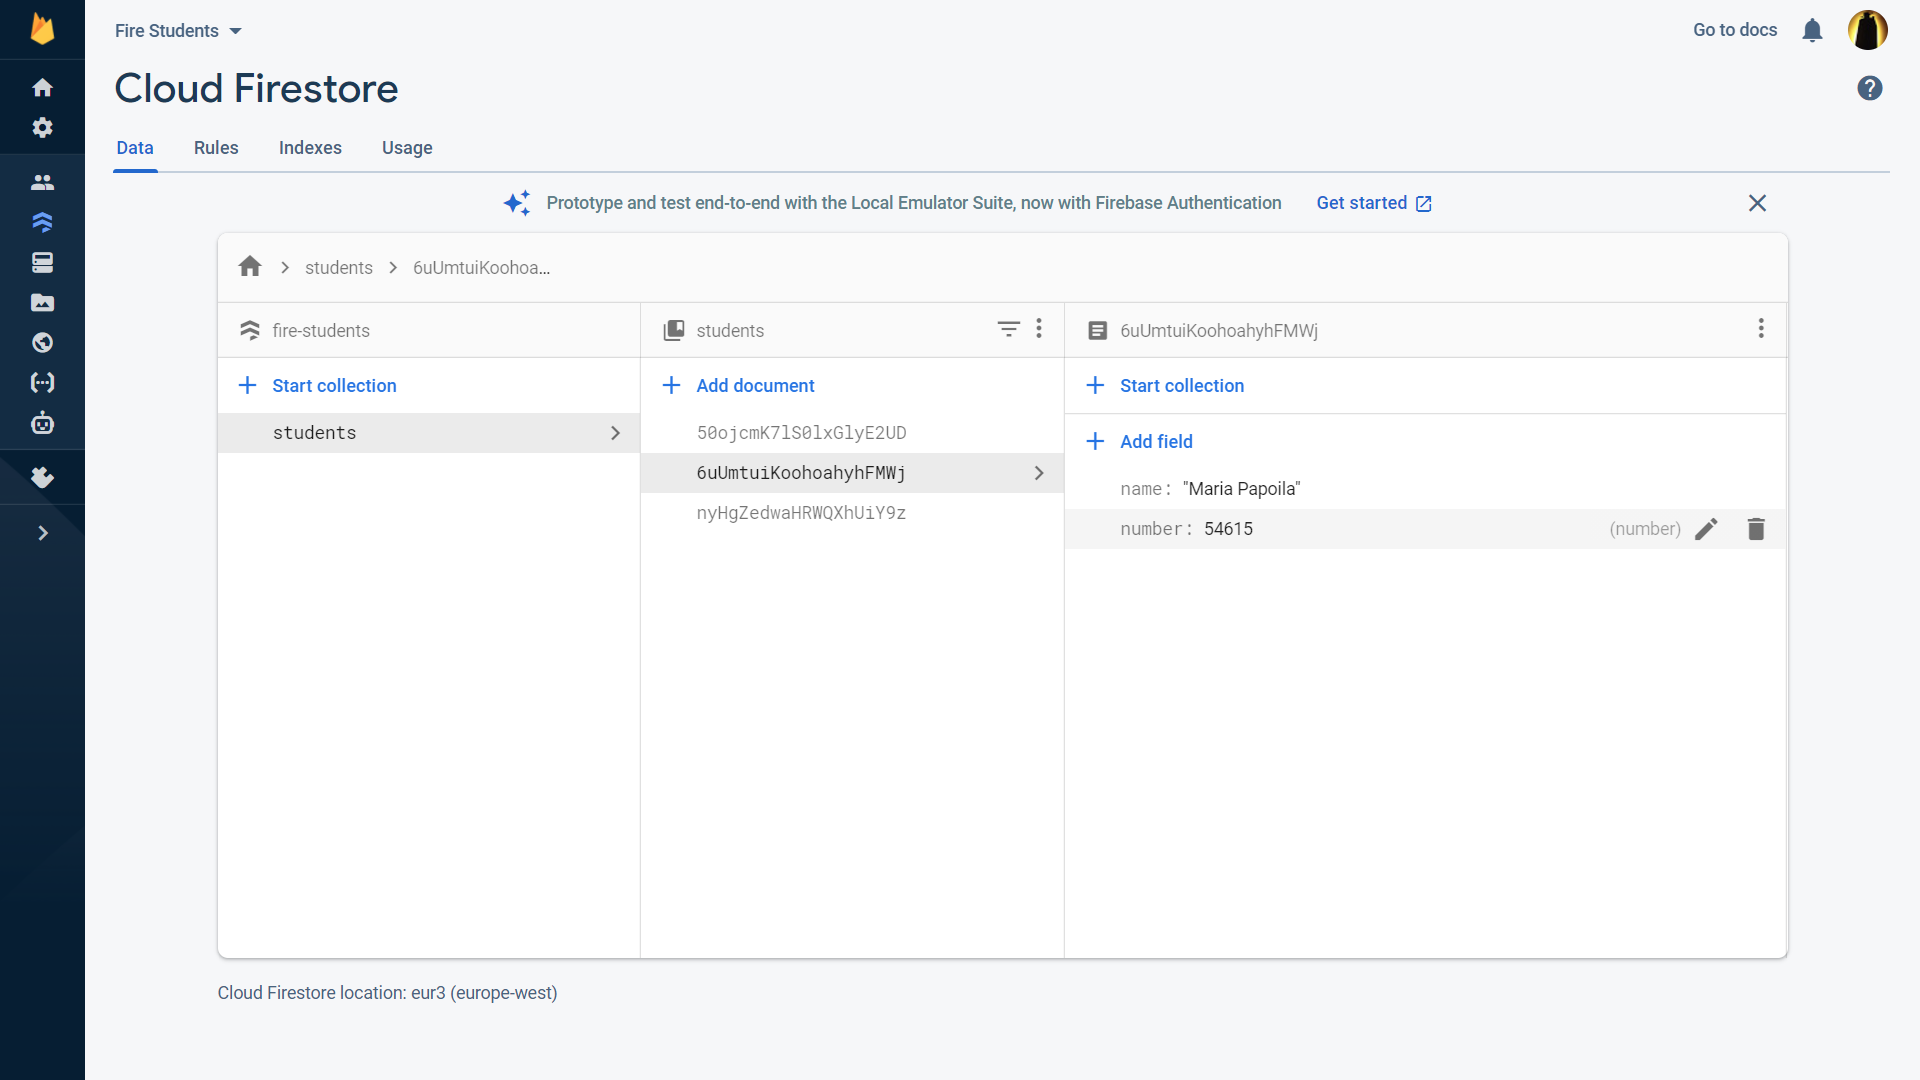 Fire Students
Go to docs
Cloud Firestore
Data Rules Indexes Usage
Prototype and test end-to-end with the Local Emulator Suite, now with Firebase Authentication Get started
students 6uUmtuiKoohoa...
fire-students
Start collection
students
students
Add document
50ojcmK7lS0lxGlyE2UD
6uUmtuiKoohoahyhFMWj
nyHgZedwaHRWQXhUiY9z
6uUmtuiKoohoahyhFMWj
Start collection
Add field
name: "Maria Papoila"
number: 54615 (number)
Cloud Firestore location: eur3 (europe-west)